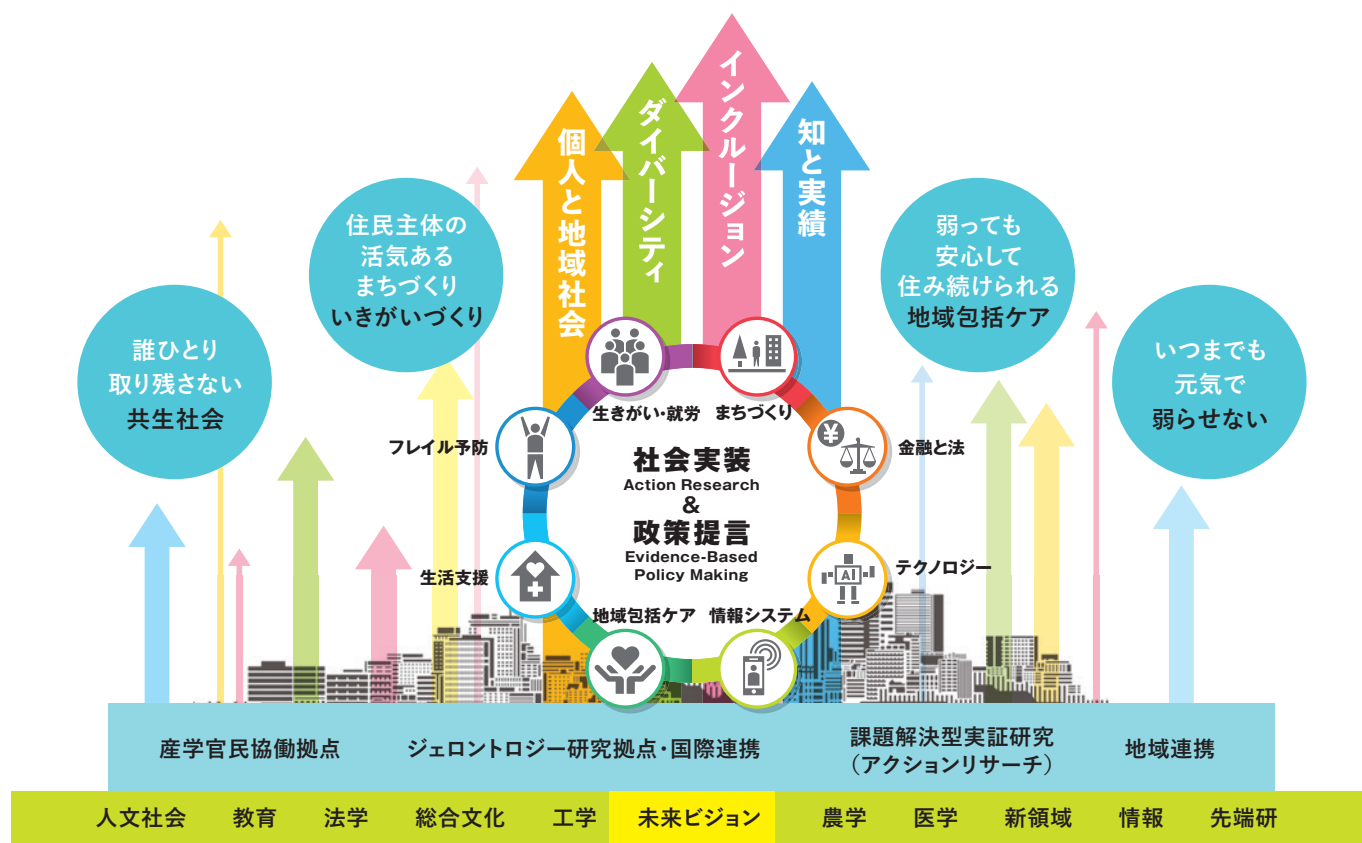 個人と地域社会
ダイバーシティ
インクルージョン
知と実績
誰ひとり
取り残さない
共生社会
住民主体の
活気ある
まちづくり
いきがいづくり
弱っても
安心して
住み続けられる
地域包括ケア
いつまでも
元気で
弱らせない
生きがい・就労
まちづくり
フレイル予防
¥
金融と法
社会実装
Action Research
&
政策提言
Evidence-Based
Policy Making
生活支援
AI
テクノロジー
地域包括ケア
情報システム
産学官民協働拠点
ジェロントロジー研究拠点・国際連携
課題解決型実証研究
（アクションリサーチ）
地域連携
人文社会 教育 法学 総合文化 工学 未来ビジョン 農学 医学 新領域 情報 先端研